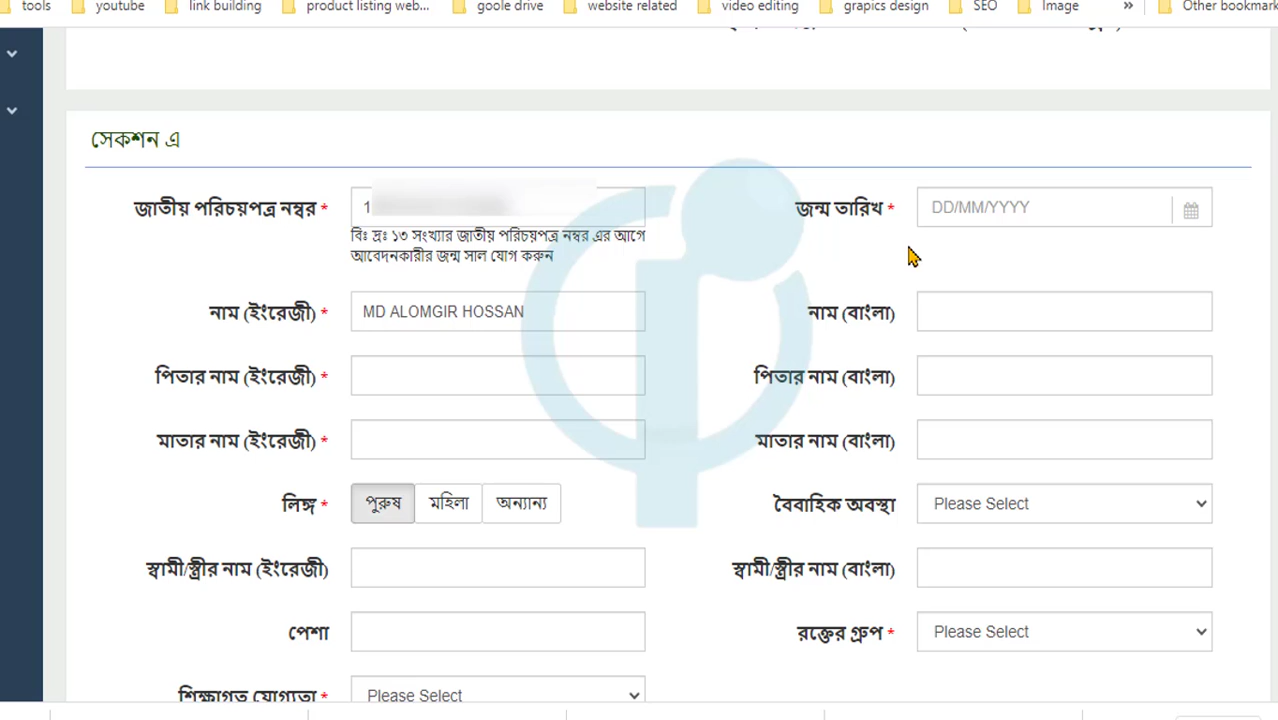 tools youtube link building product listing web... goole drive website related video editing grapics design SEO Image » Other bookmark
সেকশন এ
জাতীয় পরিচয়পত্র নম্বর * 1 জন্ম তারিখ * DD/MM/YYYY
বিঃ দ্রঃ ১৩ সংখ্যার জাতীয় পরিচয়পত্র নম্বর এর আগে
আবেদনকারীর জন্ম সাল যোগ করুন
নাম (ইংরেজী) * MD ALOMGIR HOSSAN নাম (বাংলা)
পিতার নাম (ইংরেজী) * পিতার নাম (বাংলা)
মাতার নাম (ইংরেজী) * মাতার নাম (বাংলা)
লিঙ্গ * পুরুষ মহিলা অন্যান্য বৈবাহিক অবস্থা Please Select
স্বামী/স্ত্রীর নাম (ইংরেজী) স্বামী/স্ত্রীর নাম (বাংলা)
পেশা রক্তের গ্রুপ * Please Select
শিক্ষাগত যোগ্যতা * Please Select